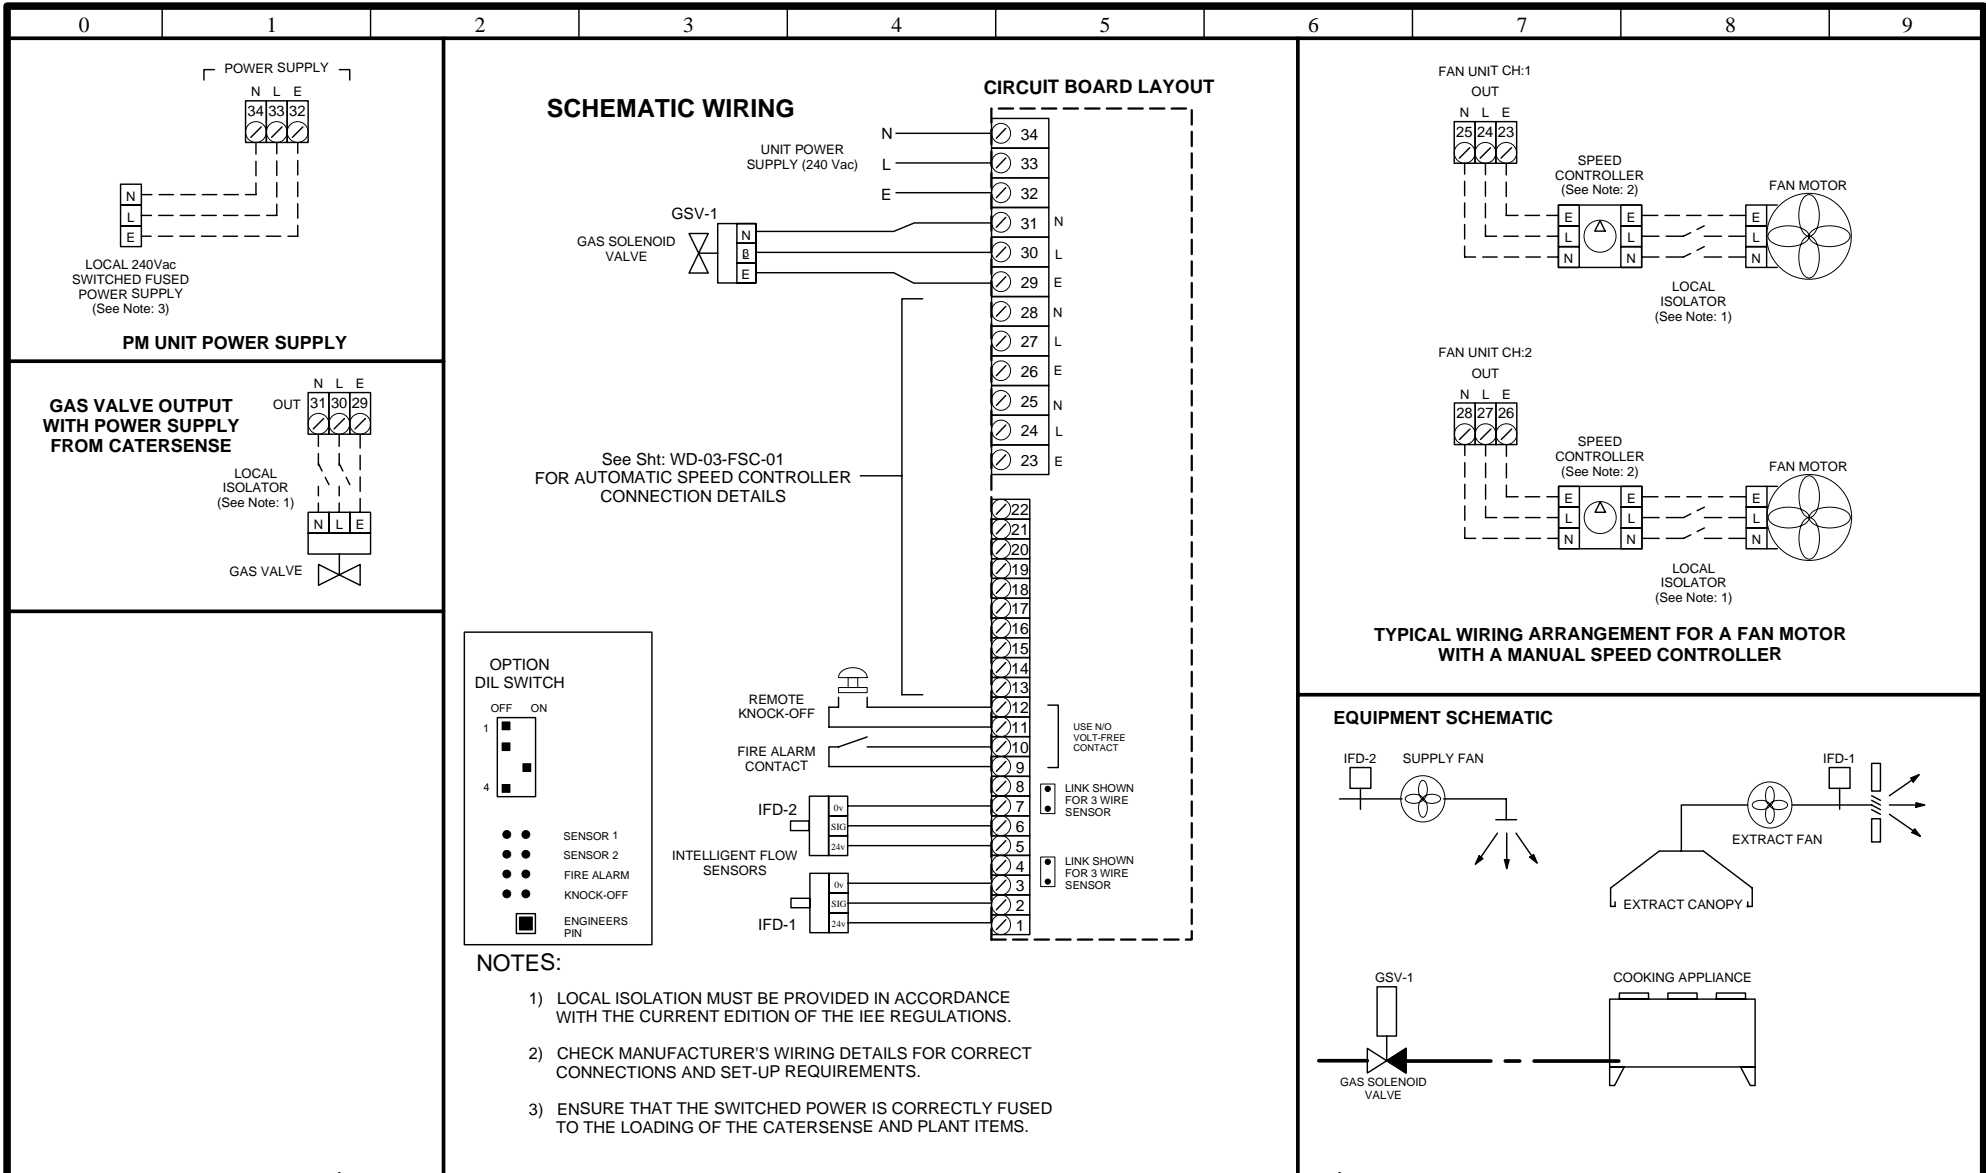 0 1 2 3 4 5 6 7 8 9
POWER SUPPLY
N L E
34 33 32
N
L
E
LOCAL 240Vac
SWITCHED FUSED
POWER SUPPLY
(See Note: 3)
PM UNIT POWER SUPPLY
GAS VALVE OUTPUT
WITH POWER SUPPLY
FROM CATERSENSE
N L E
OUT 31 30 29
LOCAL
ISOLATOR
(See Note: 1)
N L E
GAS VALVE
SCHEMATIC WIRING
CIRCUIT BOARD LAYOUT
UNIT POWER
SUPPLY (240 Vac)
N 34
L 33
E 32
GSV-1
GAS SOLENOID
VALVE
N
E
31 N
30 L
29 E
28 N
27 L
26 E
25 N
24 L
23 E
See Sht: WD-03-FSC-01
FOR AUTOMATIC SPEED CONTROLLER
CONNECTION DETAILS
22
21
20
19
18
17
16
15
14
13
12
11
10
9
8
7
6
5
4
3
2
1
REMOTE
KNOCK-OFF
FIRE ALARM
CONTACT
USE N/O
VOLT-FREE
CONTACT
LINK SHOWN
FOR 3 WIRE
SENSOR
LINK SHOWN
FOR 3 WIRE
SENSOR
IFD-2
0v
SIG
24v
INTELLIGENT FLOW
SENSORS
IFD-1
0v
SIG
24v
OPTION
DIL SWITCH
OFF ON
1
4
SENSOR 1
SENSOR 2
FIRE ALARM
KNOCK-OFF
ENGINEERS
PIN
NOTES:
1) LOCAL ISOLATION MUST BE PROVIDED IN ACCORDANCE
WITH THE CURRENT EDITION OF THE IEE REGULATIONS.
2) CHECK MANUFACTURER'S WIRING DETAILS FOR CORRECT
CONNECTIONS AND SET-UP REQUIREMENTS.
3) ENSURE THAT THE SWITCHED POWER IS CORRECTLY FUSED
TO THE LOADING OF THE CATERSENSE AND PLANT ITEMS.
FAN UNIT CH:1
OUT
N L E
25 24 23
SPEED
CONTROLLER
(See Note: 2)
FAN MOTOR
E E E
L L L
N N N
LOCAL
ISOLATOR
(See Note: 1)
FAN UNIT CH:2
OUT
N L E
28 27 26
SPEED
CONTROLLER
(See Note: 2)
FAN MOTOR
E E E
L L L
N N N
LOCAL
ISOLATOR
(See Note: 1)
TYPICAL WIRING ARRANGEMENT FOR A FAN MOTOR
WITH A MANUAL SPEED CONTROLLER
EQUIPMENT SCHEMATIC
IFD-2 SUPPLY FAN
IFD-1
EXTRACT FAN
EXTRACT CANOPY
GSV-1
COOKING APPLIANCE
GAS SOLENOID
VALVE